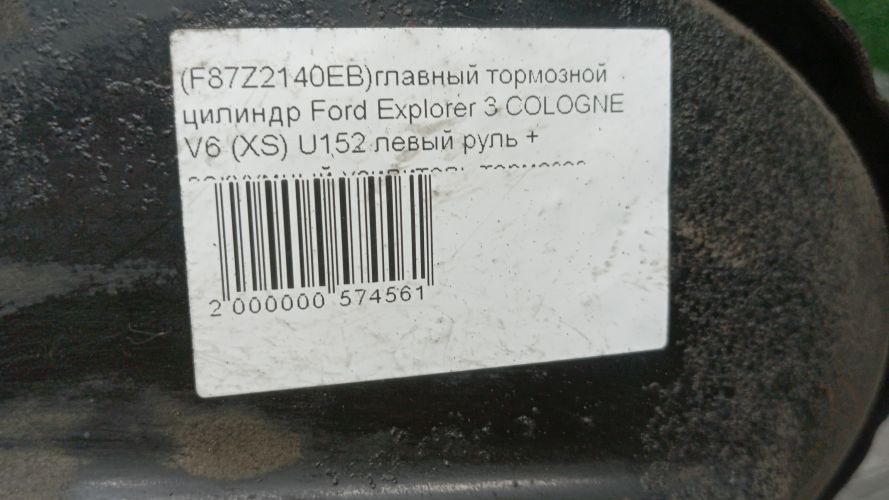 (F87Z2140EB)главный тормозной
цилиндр Ford Explorer 3 COLOGNE
V6 (XS) U152 левый руль +
2 000000 574561